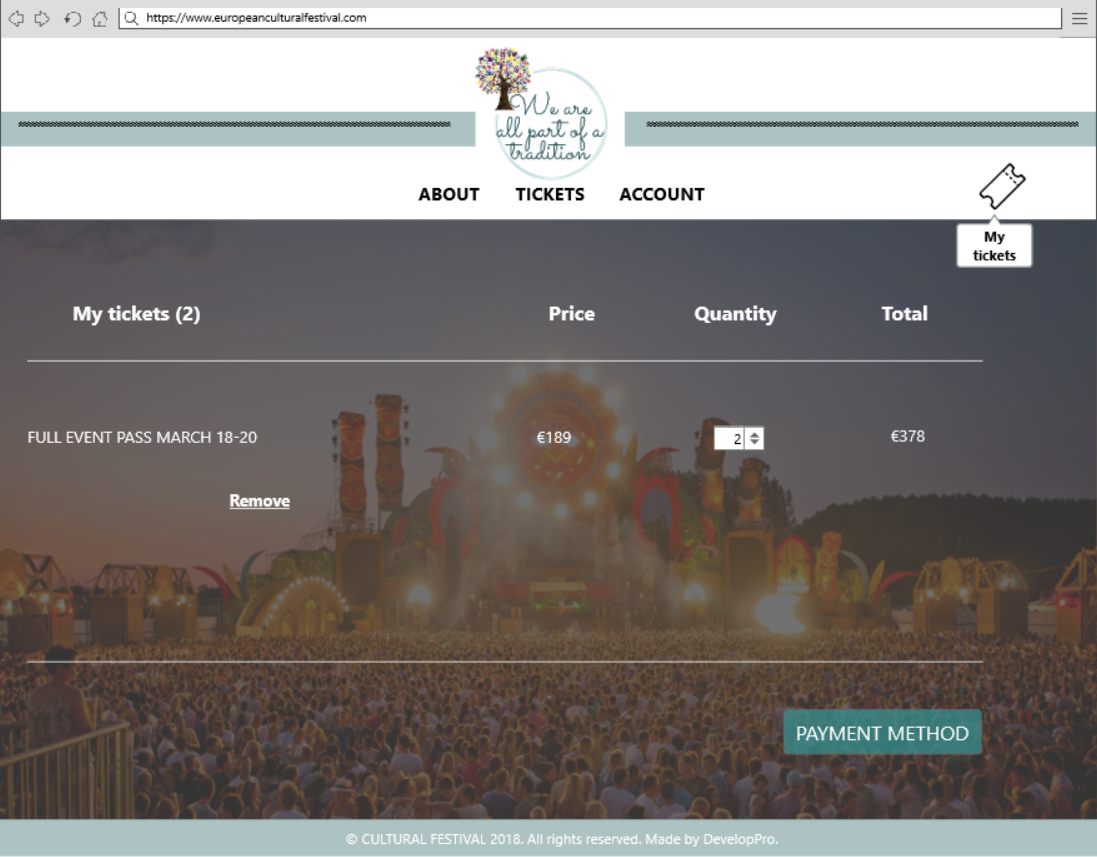 https://www.europeanculturalfestival.com
We are
all part of a
tradition
ABOUT TICKETS ACCOUNT
My
tickets
My tickets (2) Price Quantity Total
FULL EVENT PASS MARCH 18-20 €189 2 €378
Remove
PAYMENT METHOD
© CULTURAL FESTIVAL 2018. All rights reserved. Made by DevelopPro.